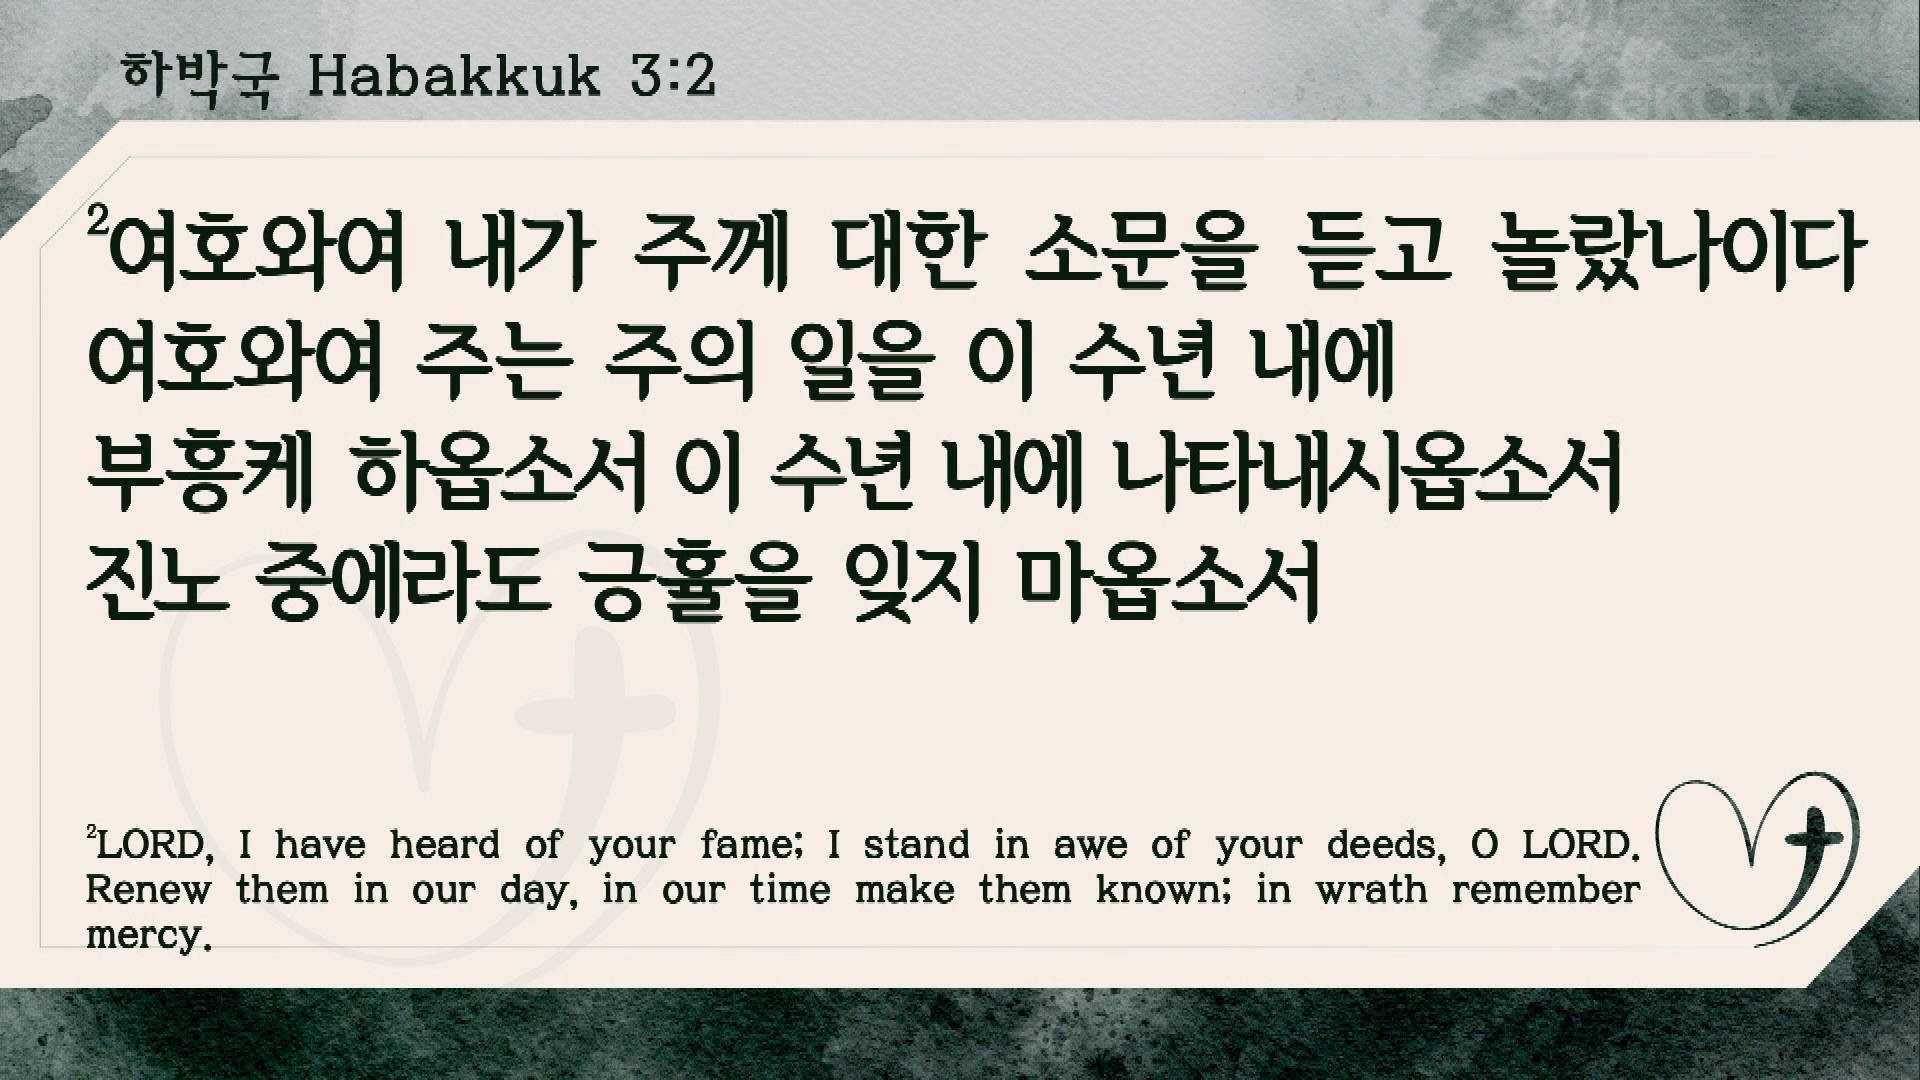 하박국 Habakkuk 3:2
²여호와여 내가 주께 대한 소문을 듣고 놀랐나이다
여호와여 주는 주의 일을 이 수년 내에
부흥케 하옵소서 이 수년 내에 나타내시옵소서
진노 중에라도 긍휼을 잊지 마옵소서
²LORD, I have heard of your fame; I stand in awe of your deeds, O LORD.
Renew them in our day, in our time make them known; in wrath remember
mercy.